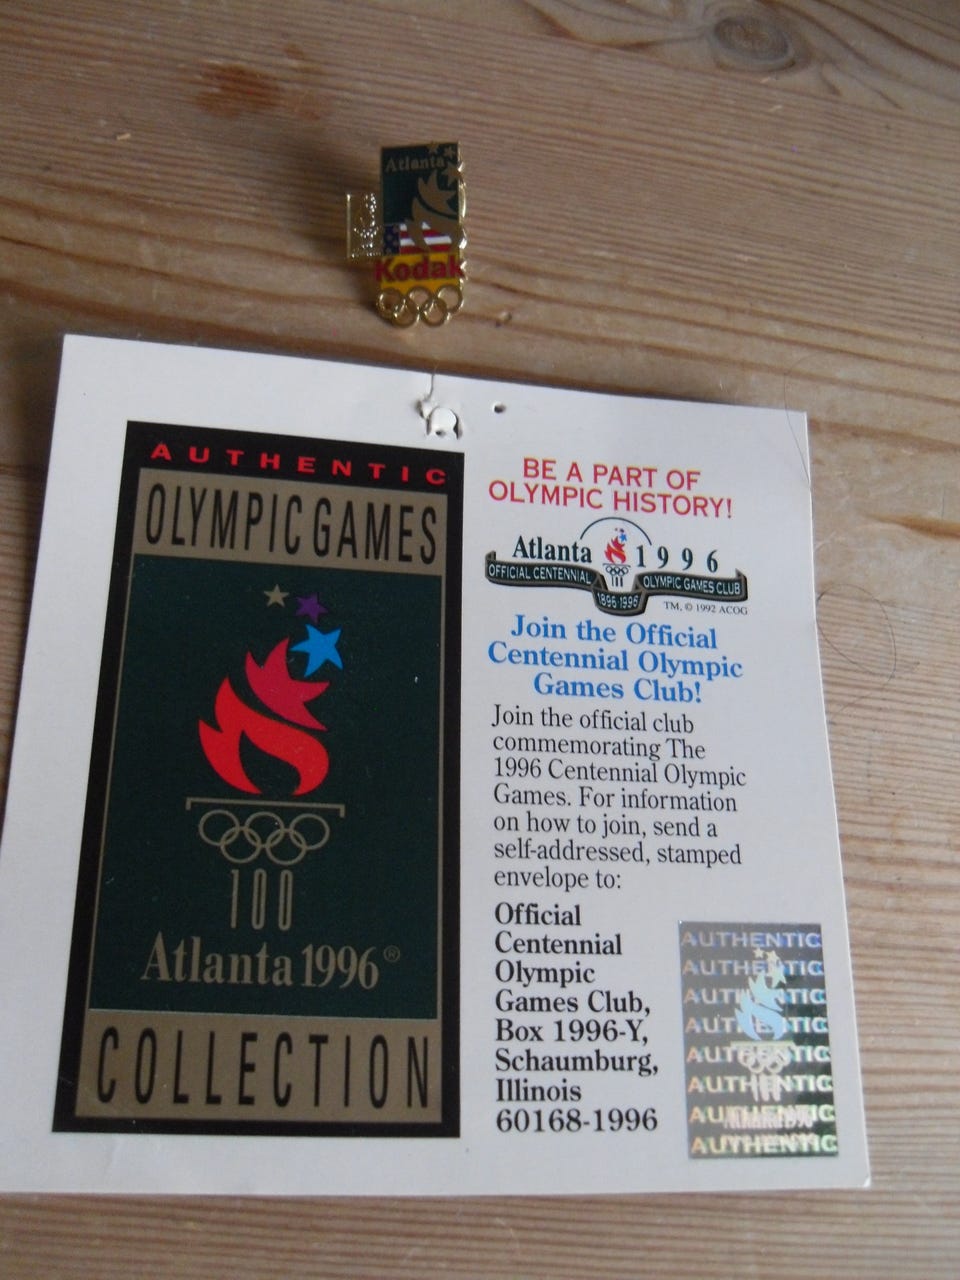 Atlanta
Kodak
AUTHENTIC
OLYMPIC GAMES
100
Atlanta 1996®
COLLECTION
BE A PART OF
OLYMPIC HISTORY!
Atlanta 1996
OFFICIAL CENTENNIAL OLYMPIC GAMES CLUB
100
1896-1996
TM, © 1992 ACOG
Join the Official
Centennial Olympic
Games Club!
Join the official club
commemorating The
1996 Centennial Olympic
Games. For information
on how to join, send a
self-addressed, stamped
envelope to:
Official
Centennial
Olympic
Games Club,
Box 1996-Y,
Schaumburg,
Illinois
60168-1996
AUTHENTIC
AUTHENTIC
AUTHENTIC
AUTHENTIC
AUTHENTIC
AUTHENTIC
AUTHENTIC
AUTHENTIC